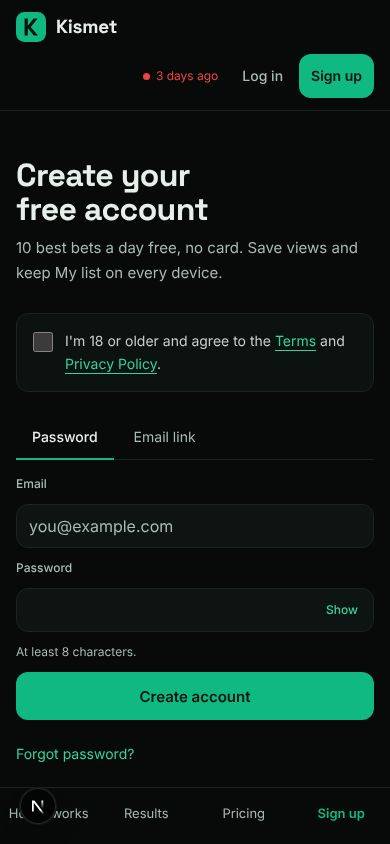 K Kismet
3 days ago Log in Sign up
Create your
free account
10 best bets a day free, no card. Save views and
keep My list on every device.
I'm 18 or older and agree to the Terms and
Privacy Policy.
Password Email link
Email
you@example.com
Password
Show
At least 8 characters.
Create account
Forgot password?
N works Results Pricing Sign up